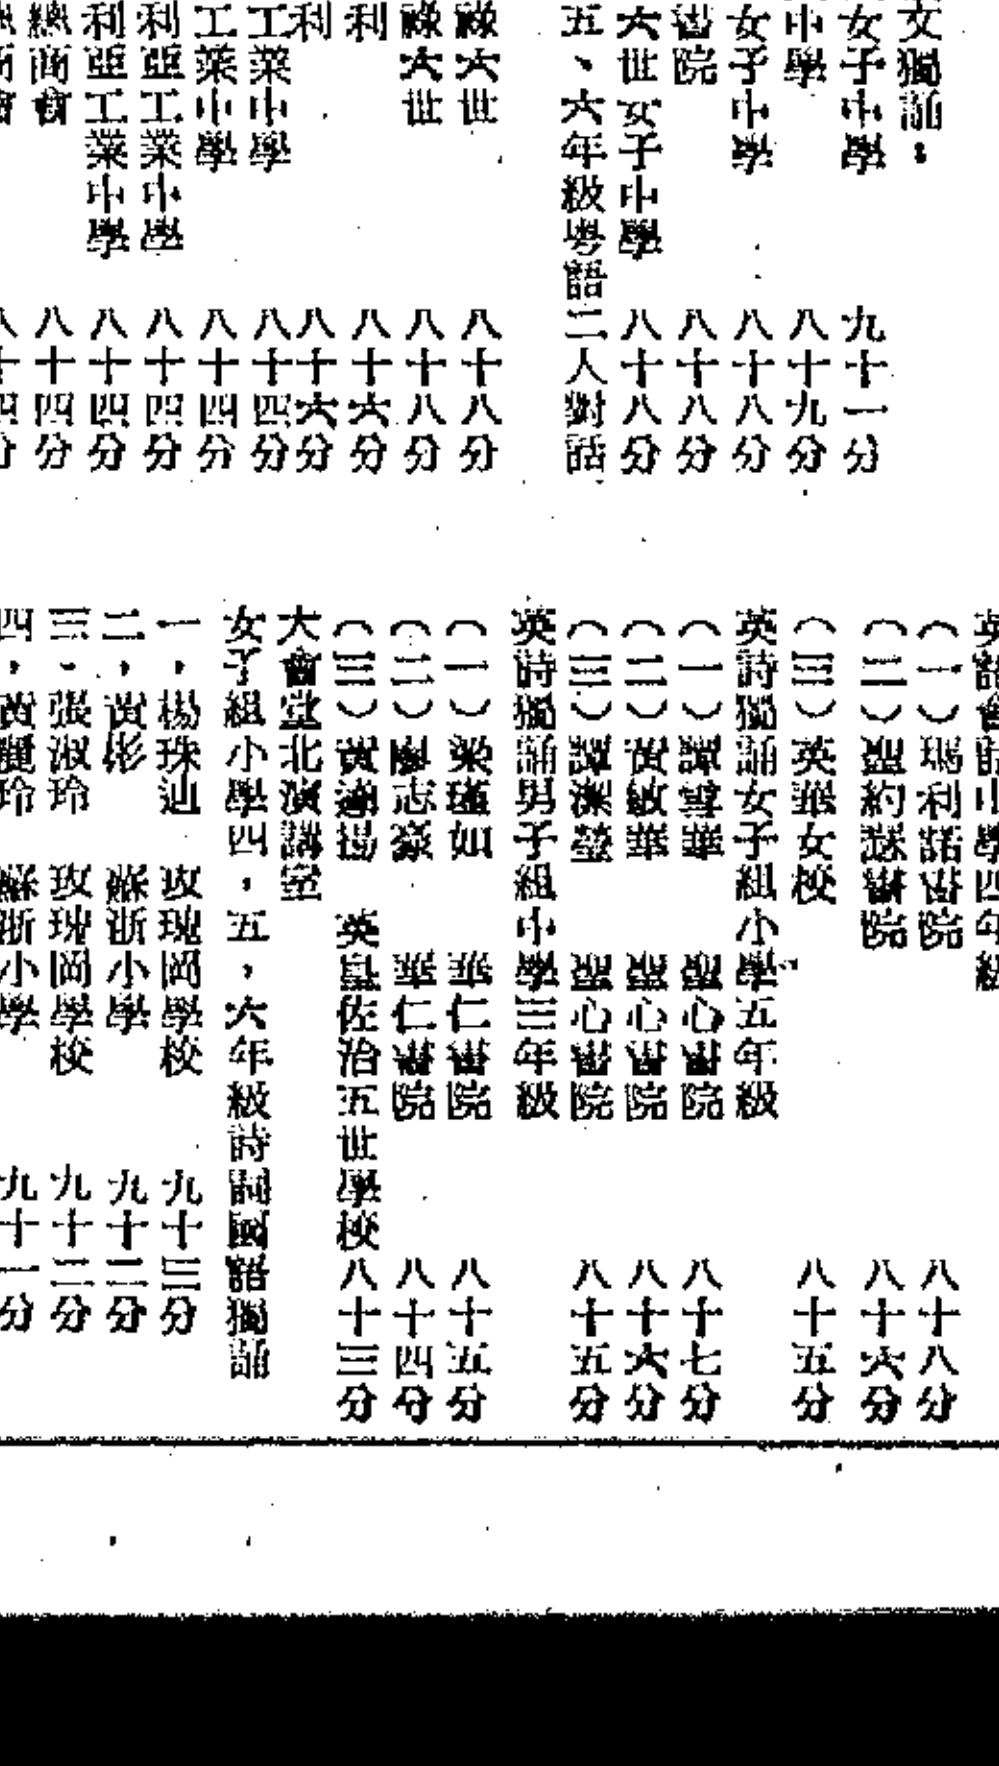 文獨誦：
女子中學 九十一分
中學 八十九分
女子中學 八十八分
書院 八十八分
六世女子中學 八十八分
五、六年級粤語二人對話
祿六世 八十八分
祿六世 八十八分
利 八十六分
利 八十六分
工業中學 八十四分
工業中學 八十四分
利亞工業中學 八十四分
利亞工業中學 八十四分
總商會 八十四分
英語會話中學四年級
（一）瑪利諾書院 八十八分
（二）聖約瑟書院 八十六分
（三）英華女校 八十五分
英詩獨誦女子組小學五年級
（一）譚雪華 聖心書院 八十七分
（二）黃敏華 聖心書院 八十六分
（三）譚潔瑩 聖心書院 八十五分
英詩獨誦男子組中學三年級
（一）梁蘊如 華仁書院 八十五分
（二）廖志豪 華仁書院 八十四分
（三）黃 揚 英皇佐治五世學校 八十三分
大會堂北演講室
女子組小學四，五，六年級詩詞國語獨誦
一，楊珠 玫瑰岡學校 九十三分
二，黃彬 蘇浙小學 九十二分
三，張淑玲 玫瑰岡學校 九十二分
四，黃麗玲 蘇浙小學 九十一分